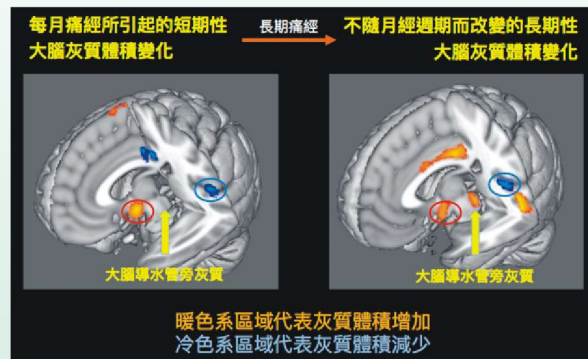 每月痛經所引起的短期性
大腦灰質體積變化
長期痛經
不隨月經週期而改變的長期性
大腦灰質體積變化
大腦導水管旁灰質
大腦導水管旁灰質
暖色系區域代表灰質體積增加
冷色系區域代表灰質體積減少